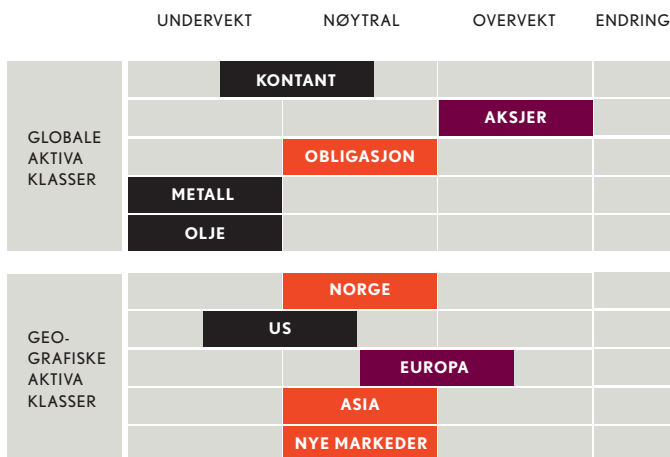 UNDERVEKT NØYTRAL OVERVEKT ENDRING
GLOBALE
AKTIVA
KLASSER
KONTANT
AKSJER
OBLIGASJON
METALL
OLJE
GEO-
GRAFISKE
AKTIVA
KLASSER
NORGE
US
EUROPA
ASIA
NYE MARKEDER